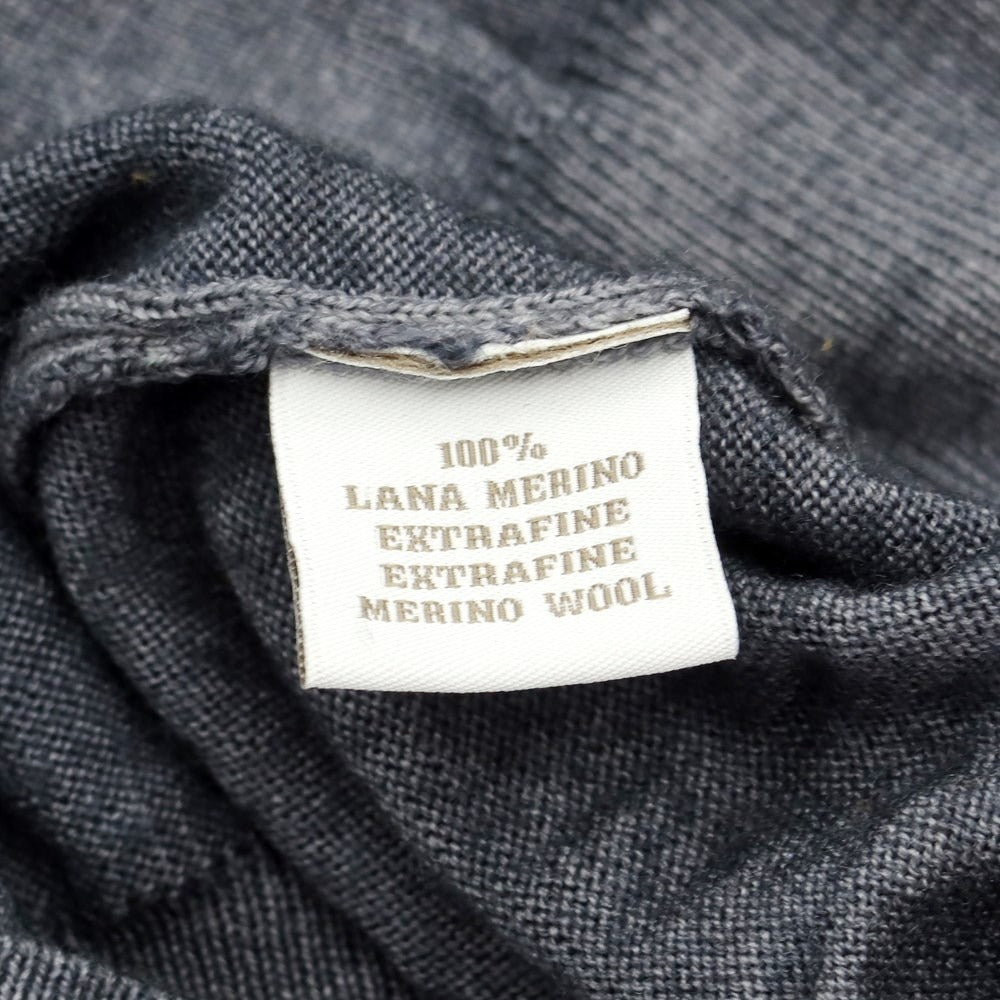 100%
LANA MERINO
EXTRAFINE
EXTRAFINE
MERINO WOOL